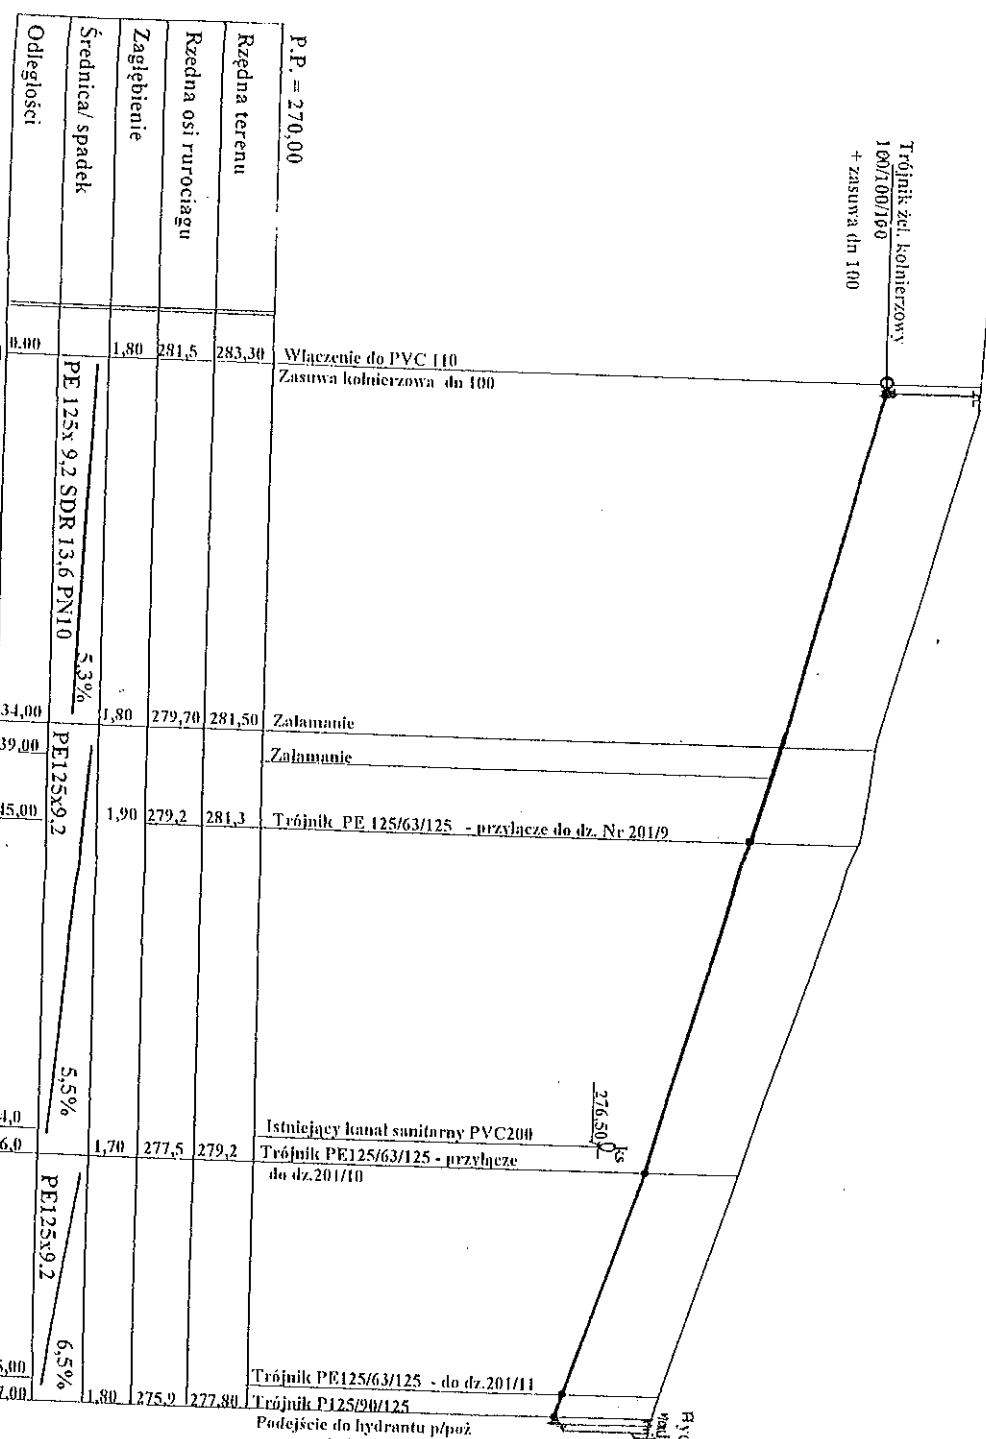 Trójnik żel. kolnierzowy
100/100/100
+ zasuwa dn 100
P.P. = 270,00
Rzędna terenu
283,30
281,50
281,3
279,2
277,80
Rzedna osi rurociagu
281,5
279,70
279,2
277,5
275,9
Zagłębienie
1,80
1,80
1,90
1,70
1,80
Średnica/ spadek
PE 125x 9,2 SDR 13,6 PN10
5,3%
PE125x9,2
5,5%
PE125x9.2
6,5%
Odległości
0.00
34,00
39,00
Włączenie do PVC 110
Zasuwa kolnierzowa dn 100
Załamanie
Załamanie
Trójnik PE 125/63/125 - przyłącze do dz. Nr 201/9
Istniejący kanał sanitarny PVC200
276,50
ks
Trójnik PE125/63/125 - przyłącze
do dz.201/10
Trójnik PE125/63/125 - do dz.201/11
Trójnik P125/90/125
Podejście do hydrantu p/poż